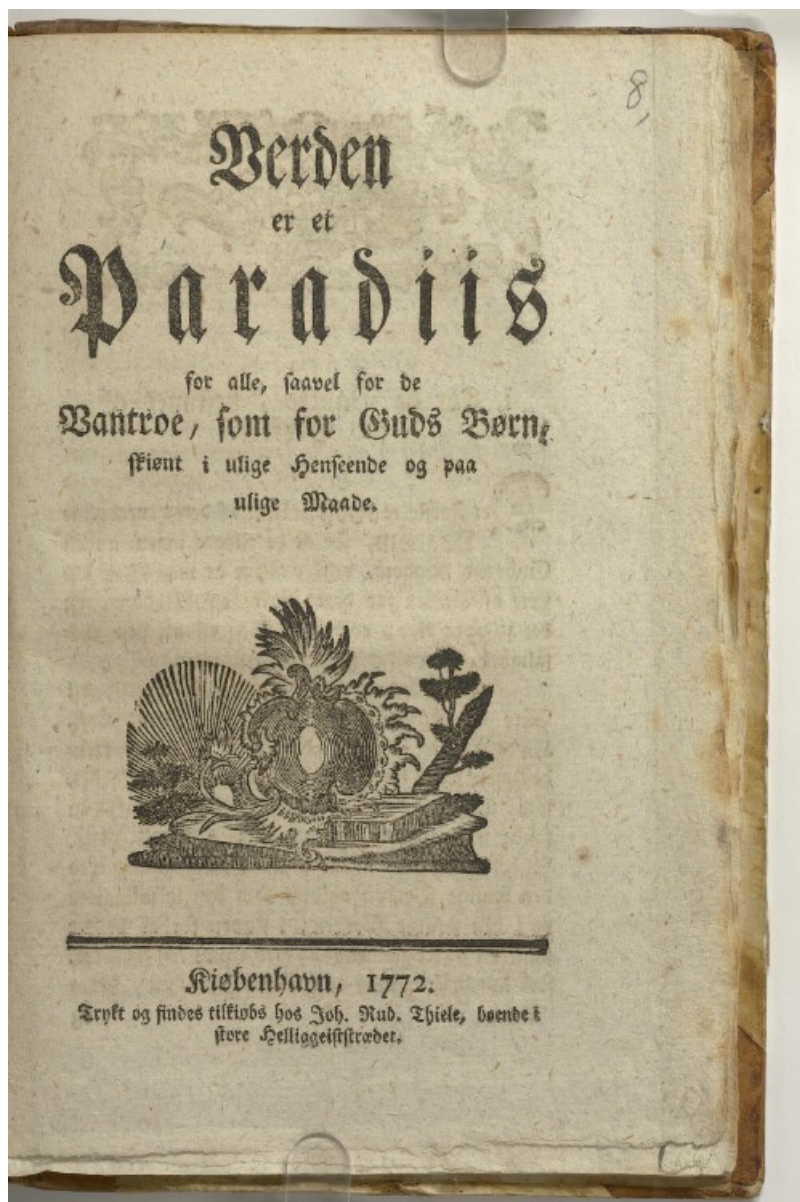 8,
Verden
er et
Paradiis
for alle, saavel for de
Vantroe, som for Guds Børn,
skiønt i ulige Henseende og paa
ulige Maade.
Kiøbenhavn, 1772.
Trykt og findes tilkiøbs hos Joh. Rud. Thiele, boende i
store Helliggeiststrædet.